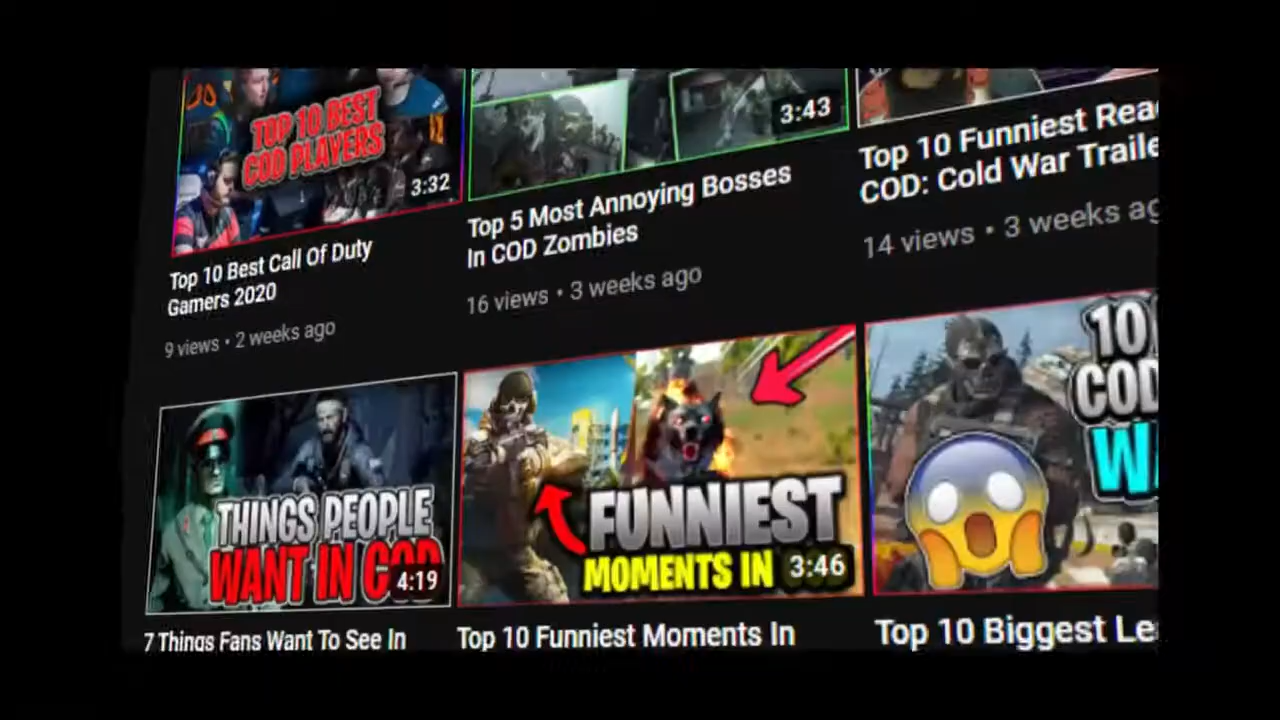 TOP 10 BEST
COD PLAYERS
3:32
3:43
Top 10 Best Call Of Duty
Gamers 2020
9 views • 2 weeks ago
Top 5 Most Annoying Bosses
In COD Zombies
16 views • 3 weeks ago
Top 10 Funniest Rea
COD: Cold War Traile
14 views • 3 weeks ag
THINGS PEOPLE
WANT IN COD
4:19
FUNNIEST
MOMENTS IN
3:46
10
COD
WA
7 Things Fans Want To See In
Top 10 Funniest Moments In
Top 10 Biggest Le